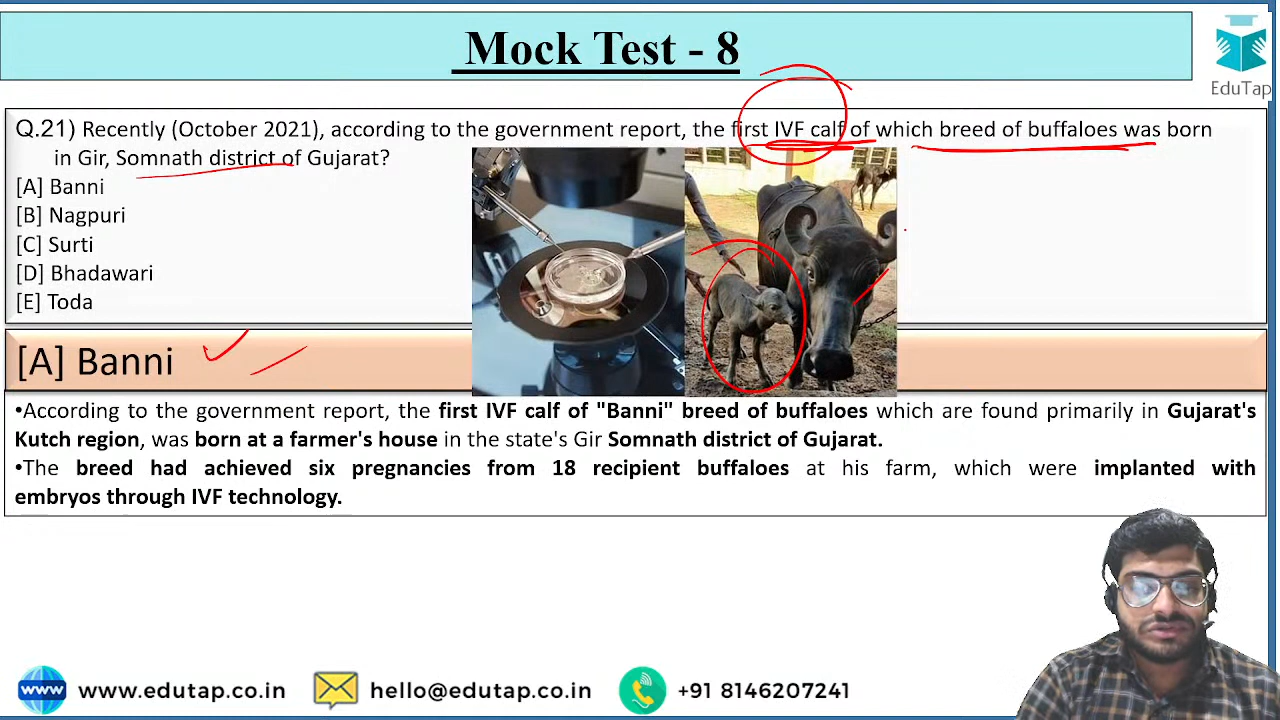 Mock Test - 8
EduTap
Q.21) Recently (October 2021), according to the government report, the first IVF calf of which breed of buffaloes was born
in Gir, Somnath district of Gujarat?
[A] Banni
[B] Nagpuri
[C] Surti
[D] Bhadawari
[E] Toda
[A] Banni
•According to the government report, the first IVF calf of "Banni" breed of buffaloes which are found primarily in Gujarat's
Kutch region, was born at a farmer's house in the state's Gir Somnath district of Gujarat.
•The breed had achieved six pregnancies from 18 recipient buffaloes at his farm, which were implanted with
embryos through IVF technology.
www www.edutap.co.in hello@edutap.co.in +91 8146207241